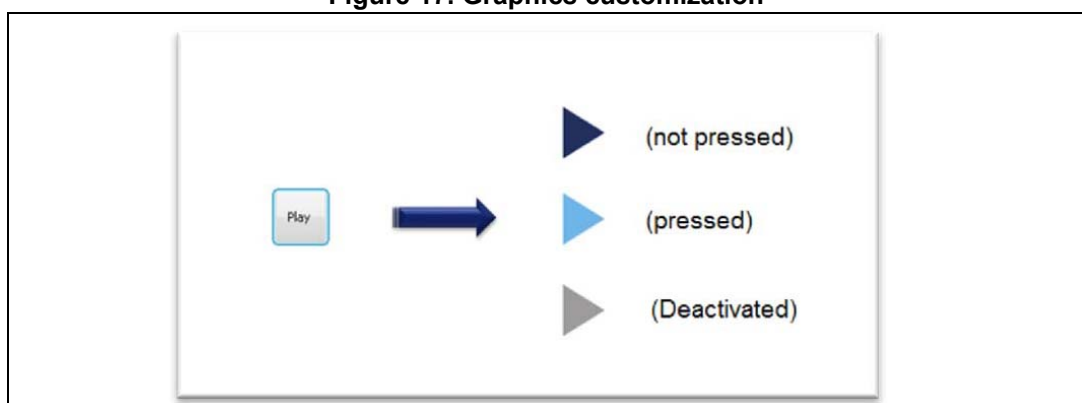 Figure 17. Graphics customization
Play
(not pressed)
(pressed)
(Deactivated)